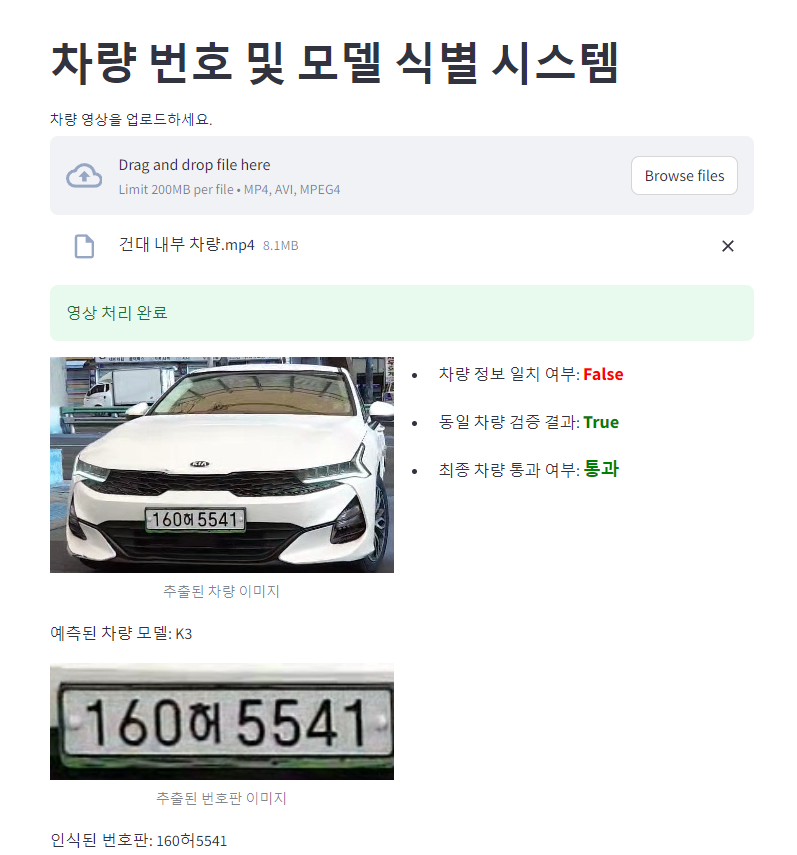 차량 번호 및 모델 식별 시스템
차량 영상을 업로드하세요.
Drag and drop file here
Limit 200MB per file • MP4, AVI, MPEG4
Browse files
건대 내부 차량.mp4 8.1MB
영상 처리 완료
KIA
160허5541
추출된 차량 이미지
차량 정보 일치 여부: False
동일 차량 검증 결과: True
최종 차량 통과 여부: 통과
예측된 차량 모델: K3
160허 5541
추출된 번호판 이미지
인식된 번호판: 160허5541